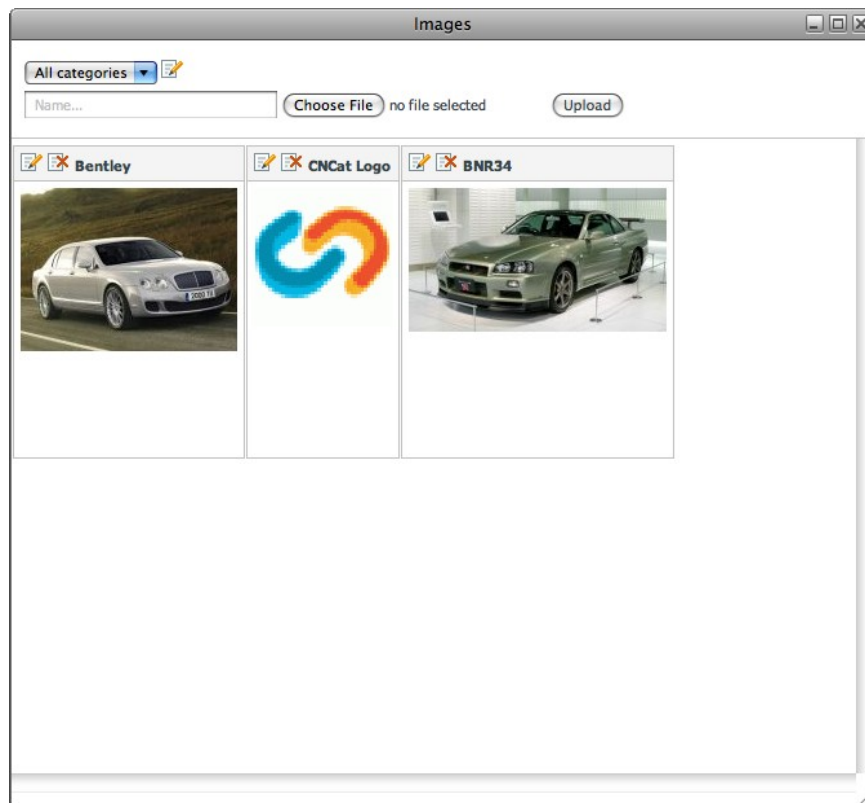 Images
All categories
Name...
Choose File no file selected
Upload
Bentley
CNCat Logo
BNR34